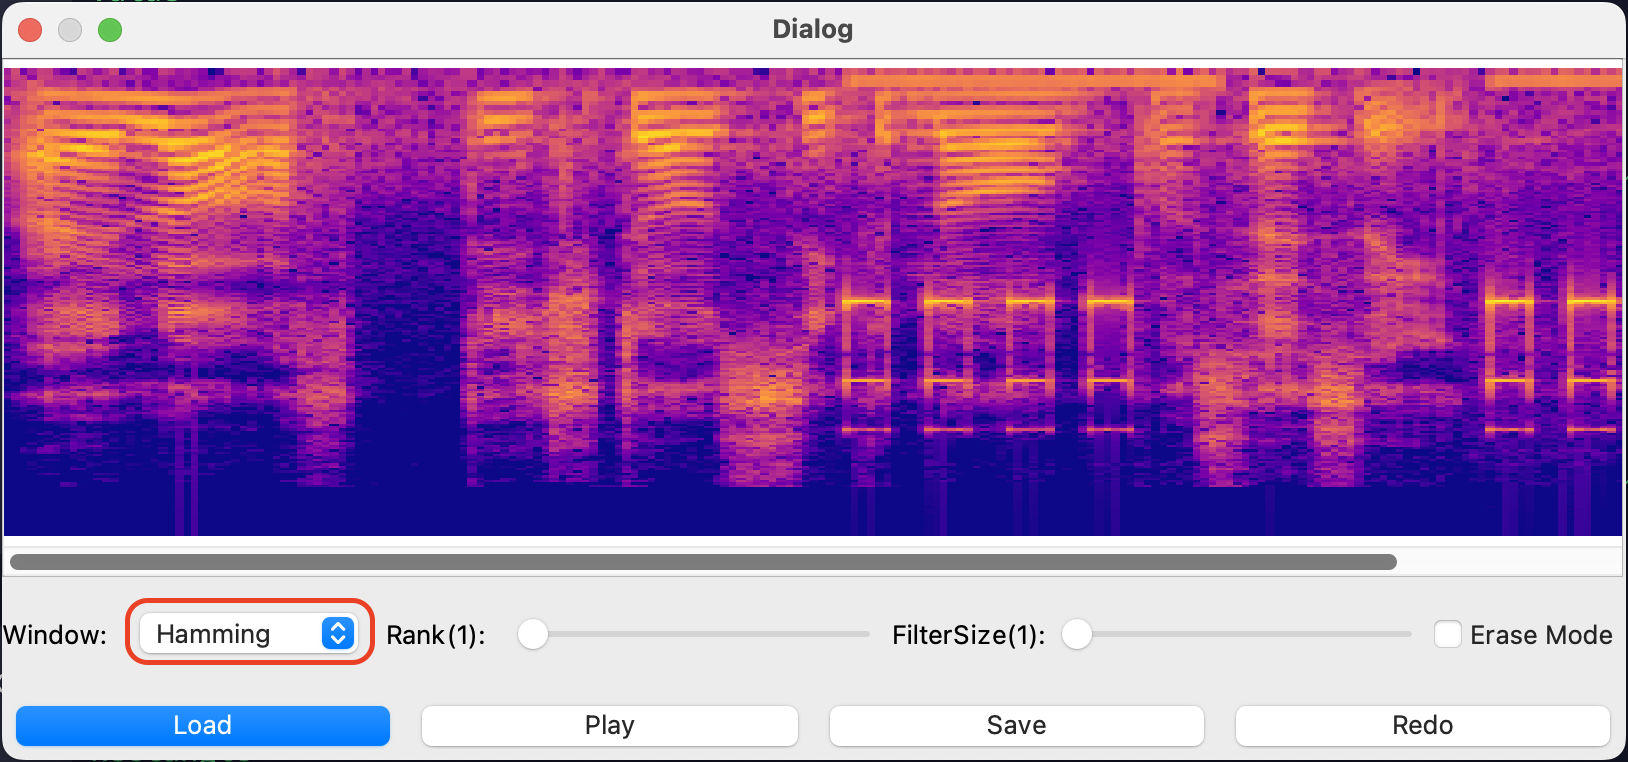 Dialog
Window: Hamming Rank(1): FilterSize(1): Erase Mode
Load Play Save Redo